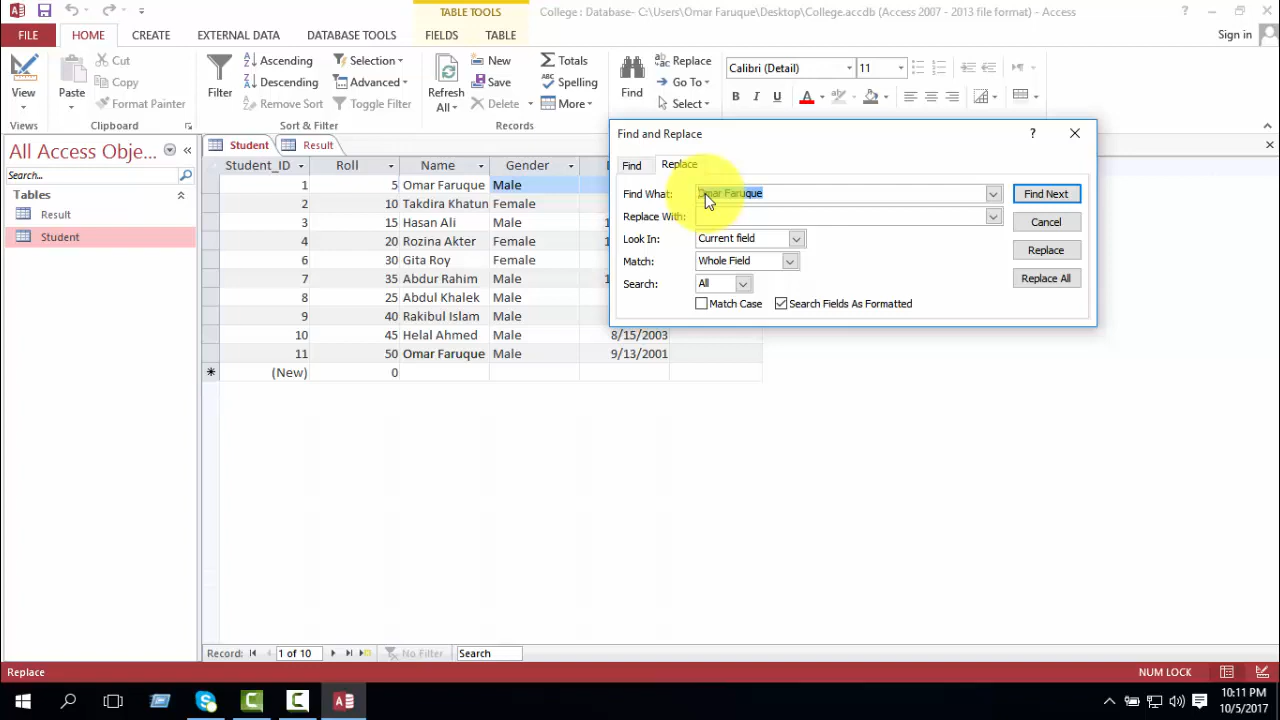 TABLE TOOLS
College : Database- C:\Users\Omar Faruque\Desktop\College.accdb (Access 2007 - 2013 file format) - Access
?
FILE HOME CREATE EXTERNAL DATA DATABASE TOOLS FIELDS TABLE Sign in
View
Views
Paste
Cut
Copy
Format Painter
Clipboard
Filter
Ascending
Descending
Remove Sort
Selection
Advanced
Toggle Filter
Sort & Filter
Refresh
All
New
Save
Delete
Totals
Spelling
More
Records
Find
Replace
Go To
Select
Calibri (Detail) 11
B I U A
All Access Obje...
Search...
Tables
Result
Student
Student Result
Student_ID Roll Name Gender
1 5 Omar Faruque Male
2 10 Takdira Khatun Female
3 15 Hasan Ali Male
4 20 Rozina Akter Female
6 30 Gita Roy Female
7 35 Abdur Rahim Male
8 25 Abdul Khalek Male
9 40 Rakibul Islam Male
10 45 Helal Ahmed Male 8/15/2003
11 50 Omar Faruque Male 9/13/2001
(New) 0
Find and Replace ?
Find Replace
Find What: Omar Faruque Find Next
Replace With: Cancel
Look In: Current field Replace
Match: Whole Field Replace All
Search: All
Match Case Search Fields As Formatted
Record: 1 of 10 No Filter Search
Replace NUM LOCK
10:11 PM
10/5/2017